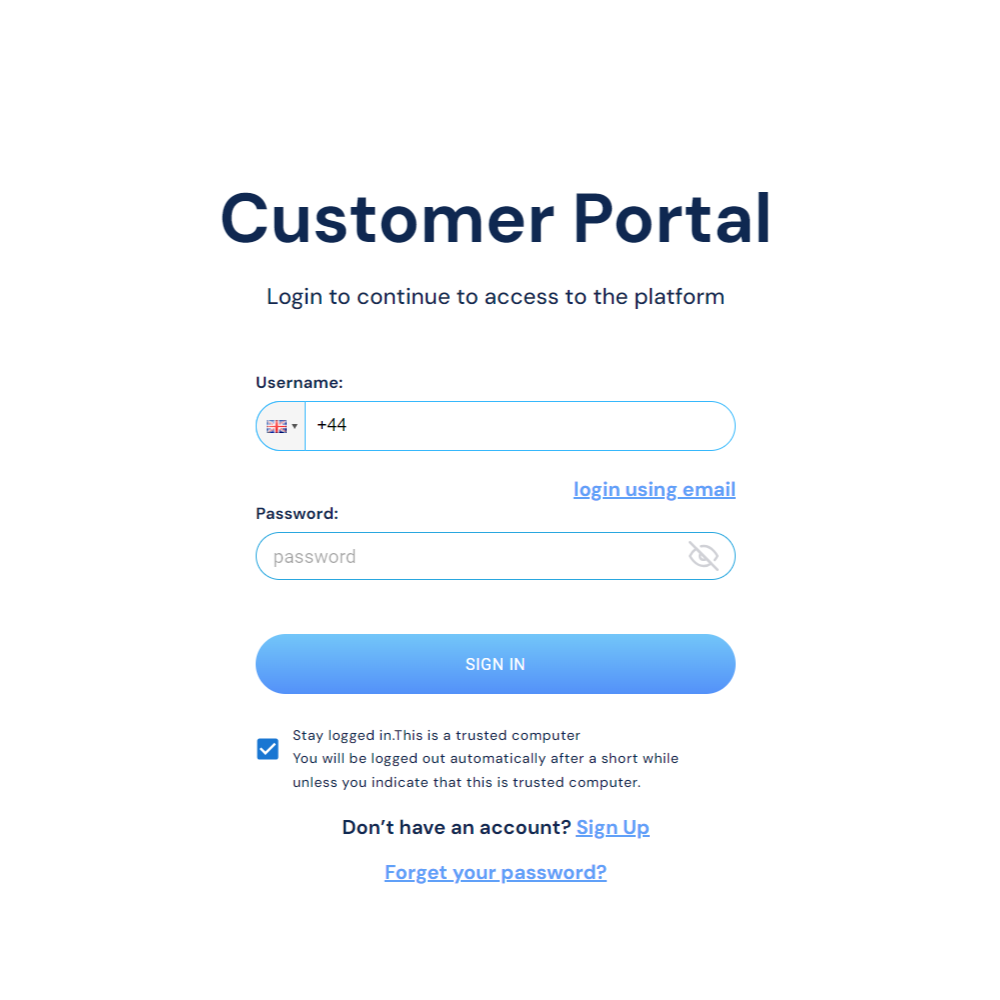 Customer Portal
Login to continue to access to the platform
Username:
+44
login using email
Password:
password
SIGN IN
Stay logged in.This is a trusted computer
You will be logged out automatically after a short while
unless you indicate that this is trusted computer.
Don’t have an account? Sign Up
Forget your password?